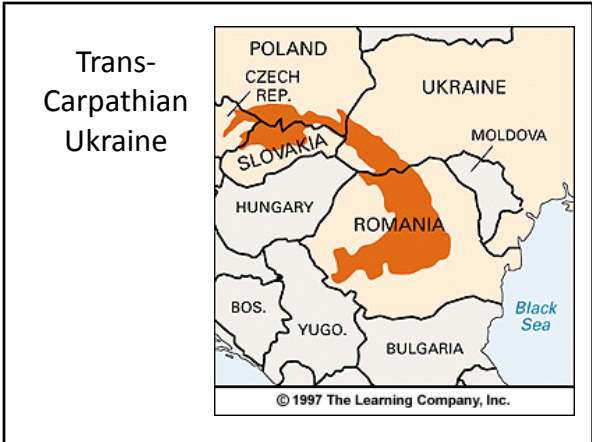 Trans-
Carpathian
Ukraine
POLAND
CZECH
REP.
UKRAINE
MOLDOVA
SLOVAKIA
HUNGARY
ROMANIA
BOS.
YUGO.
Black
Sea
BULGARIA
© 1997 The Learning Company, Inc.